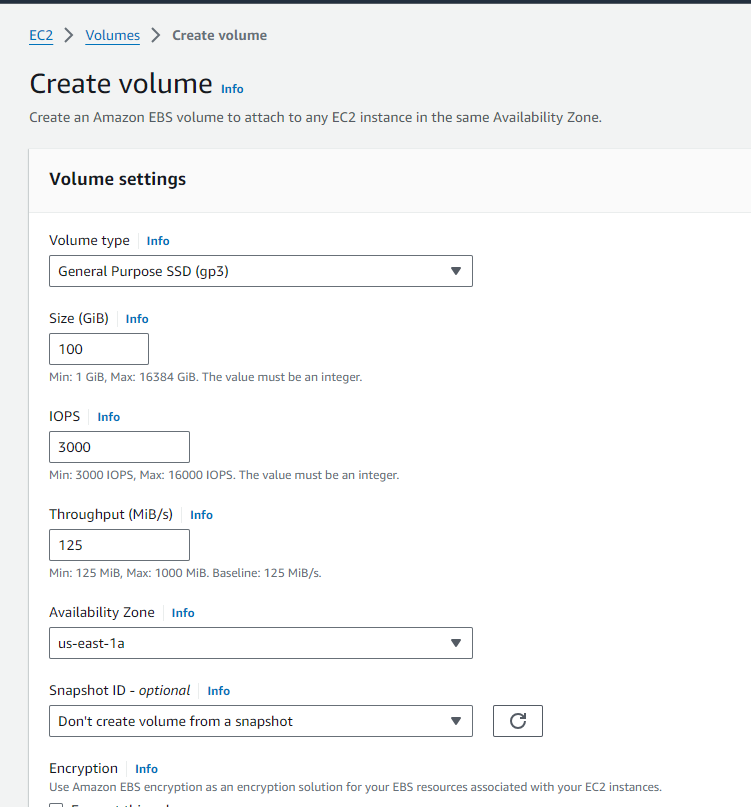 EC2 > Volumes > Create volume
Create volume Info
Create an Amazon EBS volume to attach to any EC2 instance in the same Availability Zone.
Volume settings
Volume type Info
General Purpose SSD (gp3)
Size (GiB) Info
100
Min: 1 GiB, Max: 16384 GiB. The value must be an integer.
IOPS Info
3000
Min: 3000 IOPS, Max: 16000 IOPS. The value must be an integer.
Throughput (MiB/s) Info
125
Min: 125 MiB, Max: 1000 MiB. Baseline: 125 MiB/s.
Availability Zone Info
us-east-1a
Snapshot ID - optional Info
Don't create volume from a snapshot
Encryption Info
Use Amazon EBS encryption as an encryption solution for your EBS resources associated with your EC2 instances.